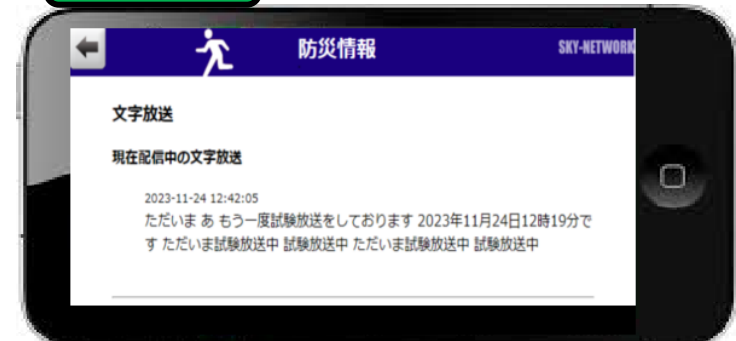 防災情報
SKY-NETWORK
文字放送
現在配信中の文字放送
2023-11-24 12:42:05
ただいま あ もう一度試験放送をしております 2023年11月24日12時19分で
す ただいま試験放送中 試験放送中 ただいま試験放送中 試験放送中